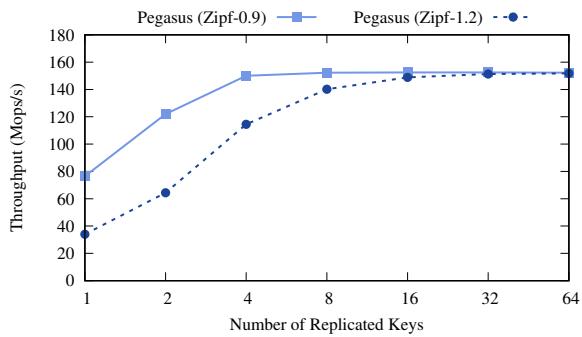 Pegasus (Zipf-0.9)
Pegasus (Zipf-1.2)
180
160
140
120
100
80
60
40
20
0
Throughput (Mops/s)
1 2 4 8 16 32 64
Number of Replicated Keys